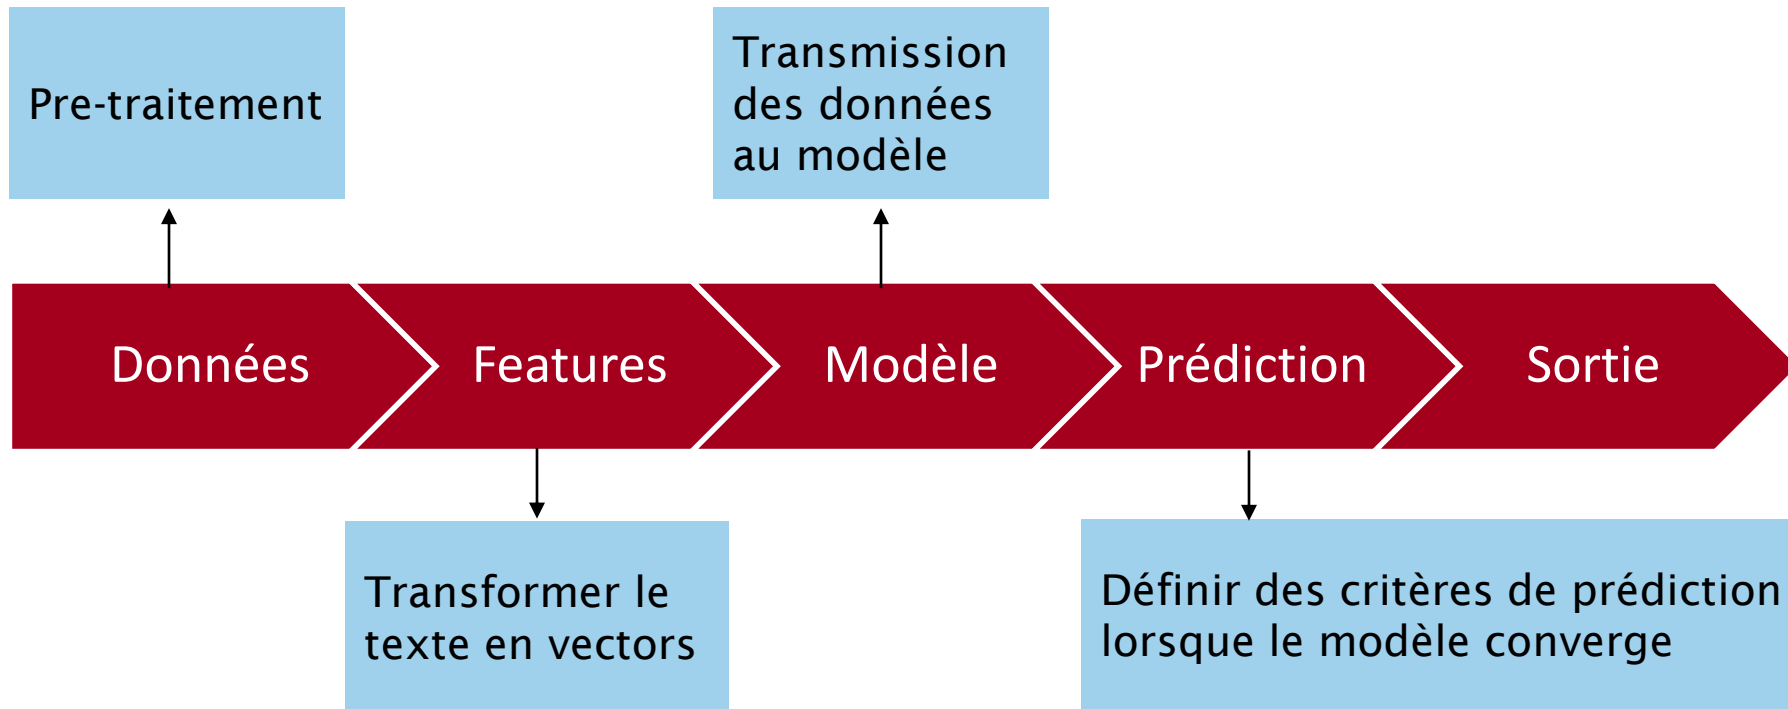 Pre-traitement
Transmission
des données
au modèle
Données
Features
Modèle
Prédiction
Sortie
Transformer le
texte en vectors
Définir des critères de prédiction
lorsque le modèle converge